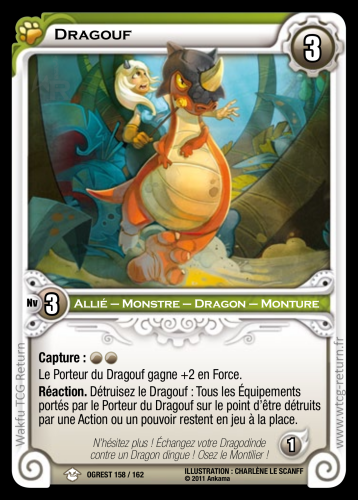 Dragouf
3
Nv 3 Allié – Monstre – Dragon – Monture
Capture :
Le Porteur du Dragouf gagne +2 en Force.
Réaction. Détruisez le Dragouf : Tous les Équipements
portés par le Porteur du Dragouf sur le point d'être détruits
par une Action ou un pouvoir restent en jeu à la place.
N'hésitez plus ! Échangez votre Dragodinde
contre un Dragon dingue ! Osez le Montilier !
1
OGREST 158 / 162
ILLUSTRATION : CHARLÈNE LE SCANFF
© 2011 Ankama
Wakfu TCG Return
www.wtcg-return.fr